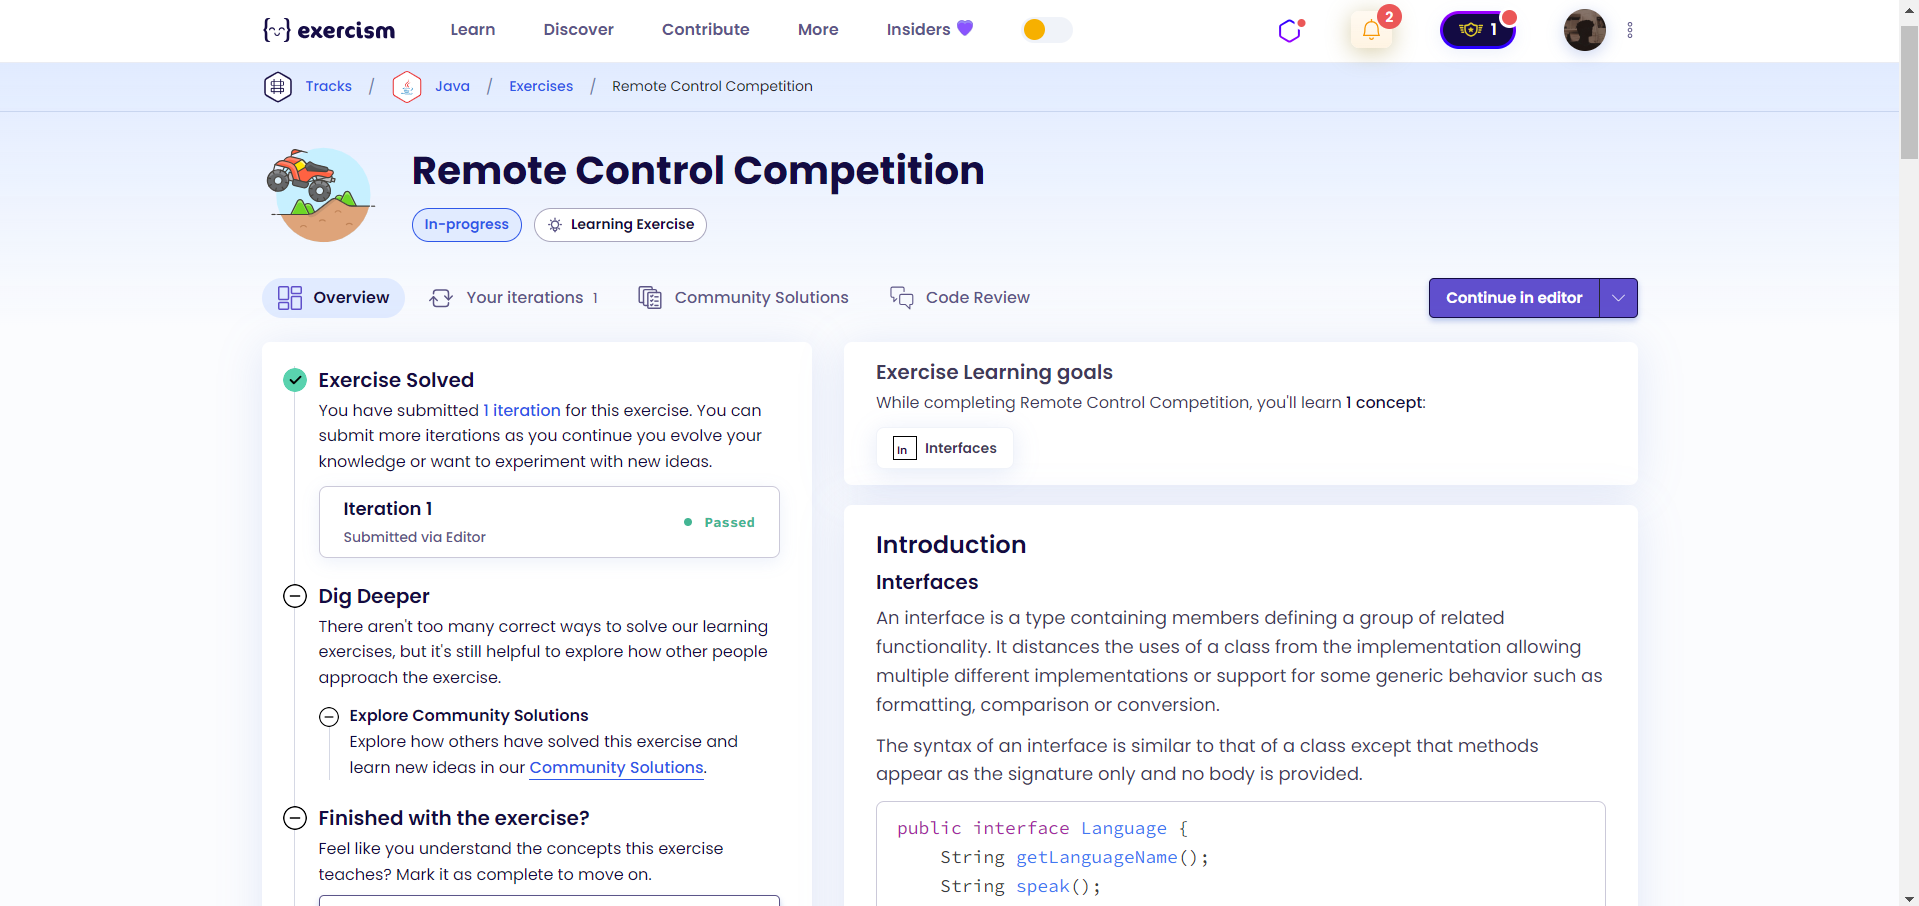 exercism
Learn
Discover
Contribute
More
Insiders
2
1
Tracks / Java / Exercises / Remote Control Competition
Remote Control Competition
In-progress
Learning Exercise
Overview
Your iterations 1
Community Solutions
Code Review
Continue in editor
Exercise Solved
You have submitted 1 iteration for this exercise. You can
submit more iterations as you continue you evolve your
knowledge or want to experiment with new ideas.
Iteration 1
Submitted via Editor
Passed
Dig Deeper
There aren't too many correct ways to solve our learning
exercises, but it's still helpful to explore how other people
approach the exercise.
Explore Community Solutions
Explore how others have solved this exercise and
learn new ideas in our Community Solutions.
Finished with the exercise?
Feel like you understand the concepts this exercise
teaches? Mark it as complete to move on.
Exercise Learning goals
While completing Remote Control Competition, you'll learn 1 concept:
In Interfaces
Introduction
Interfaces
An interface is a type containing members defining a group of related
functionality. It distances the uses of a class from the implementation allowing
multiple different implementations or support for some generic behavior such as
formatting, comparison or conversion.
The syntax of an interface is similar to that of a class except that methods
appear as the signature only and no body is provided.
public interface Language {
    String getLanguageName();
    String speak();